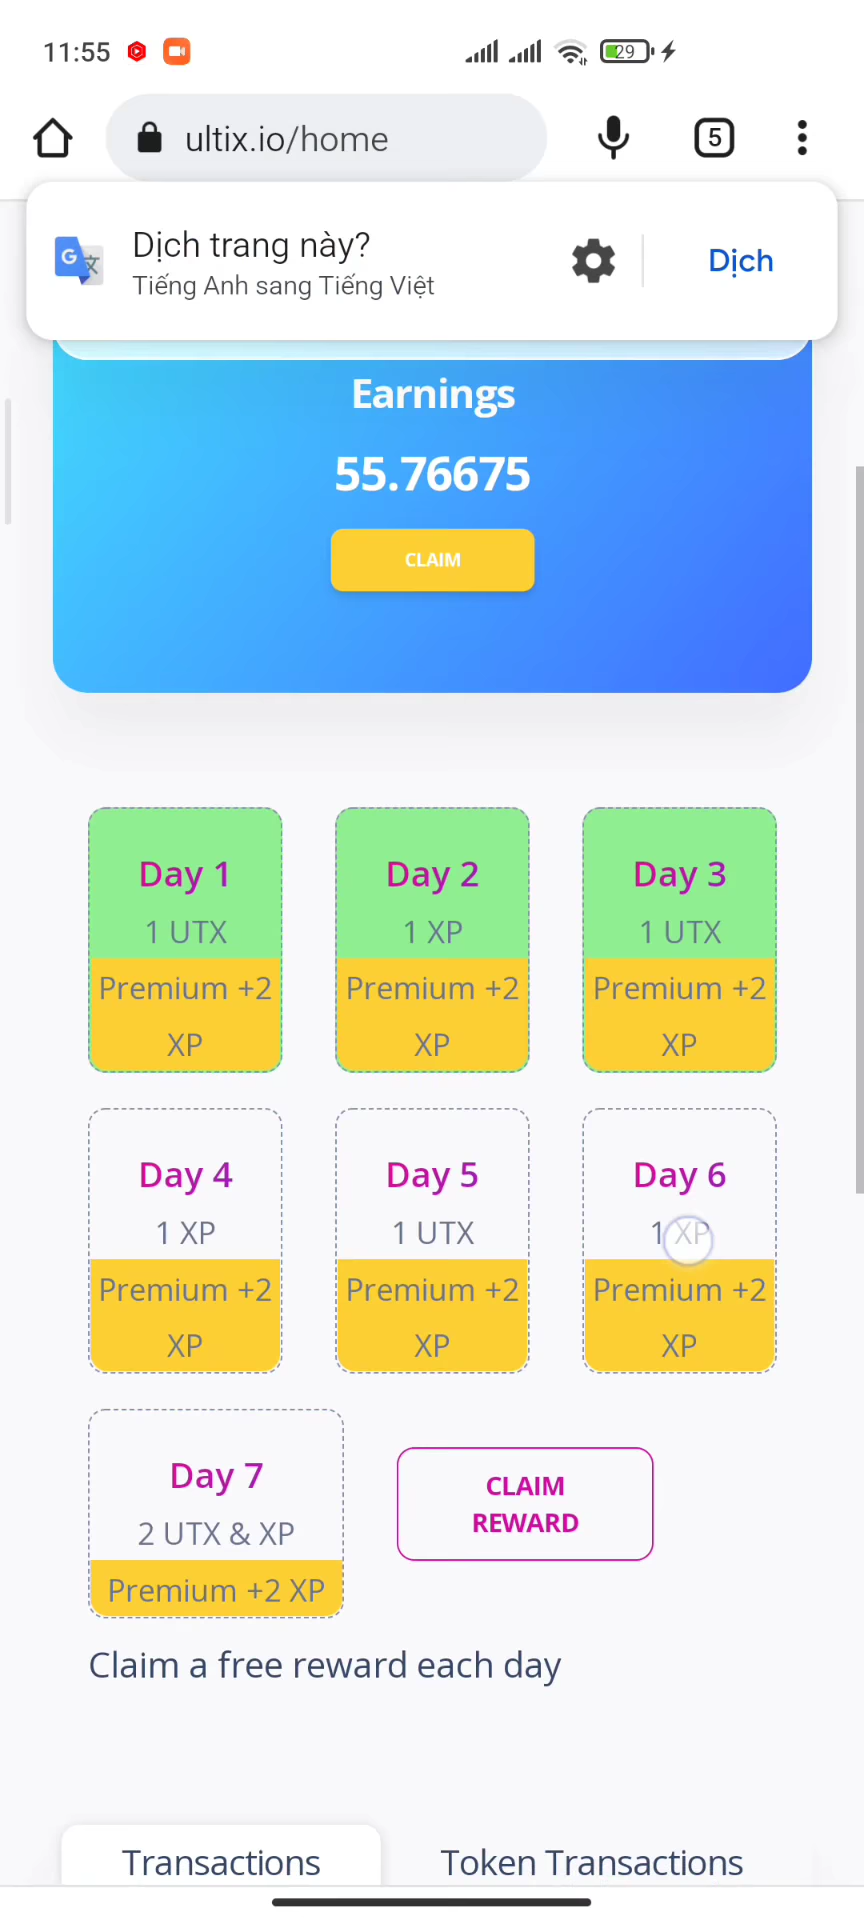 11:55
29
ultix.io/home
5
Dịch trang này?
Tiếng Anh sang Tiếng Việt
Dịch
Earnings
55.76675
CLAIM
Day 1
1 UTX
Premium +2
XP
Day 2
1 XP
Premium +2
XP
Day 3
1 UTX
Premium +2
XP
Day 4
1 XP
Premium +2
XP
Day 5
1 UTX
Premium +2
XP
Day 6
1 XP
Premium +2
XP
Day 7
2 UTX & XP
Premium +2 XP
CLAIM
REWARD
Claim a free reward each day
Transactions
Token Transactions